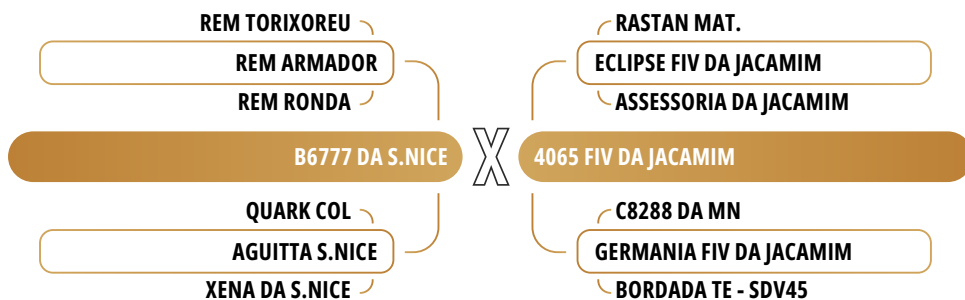 REM TORIXOREU
REM ARMADOR
REM RONDA
B6777 DA S.NICE
QUARK COL
AGUITTA S.NICE
XENA DA S.NICE
X
RASTAN MAT.
ECLIPSE FIV DA JACAMIM
ASSESSORIA DA JACAMIM
4065 FIV DA JACAMIM
C8288 DA MN
GERMANIA FIV DA JACAMIM
BORDADA TE - SDV45